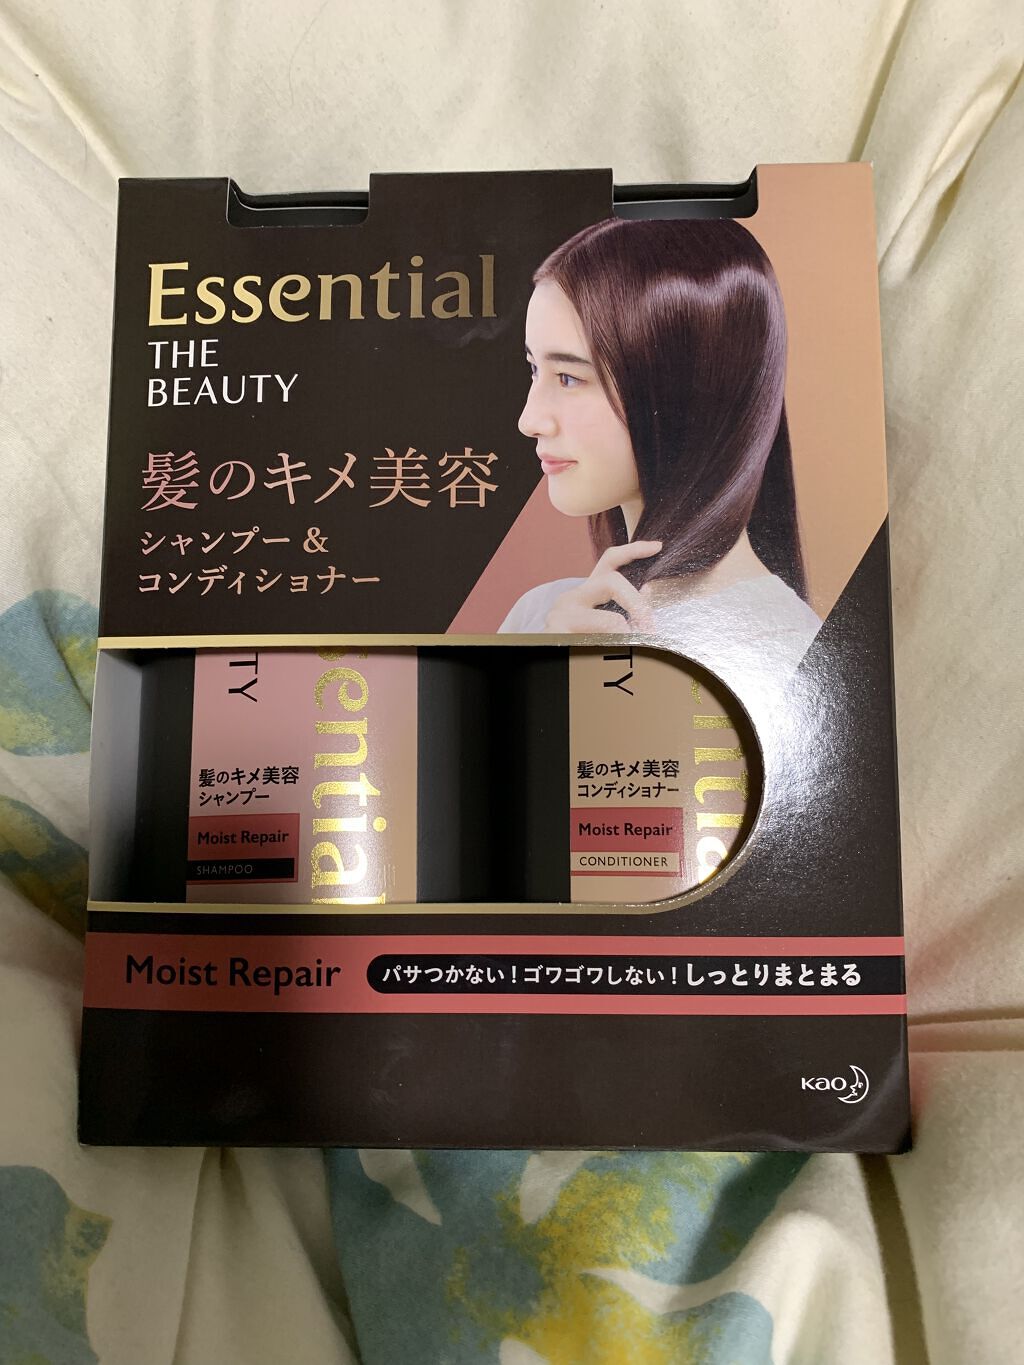 Essential
THE
BEAUTY
髪のキメ美容
シャンプー &
コンディショナー
髪のキメ美容
シャンプー
Moist Repair
SHAMPOO
髪のキメ美容
コンディショナー
Moist Repair
CONDITIONER
Moist Repair
パサつかない！ゴワゴワしない！しっとりまとまる
Kao